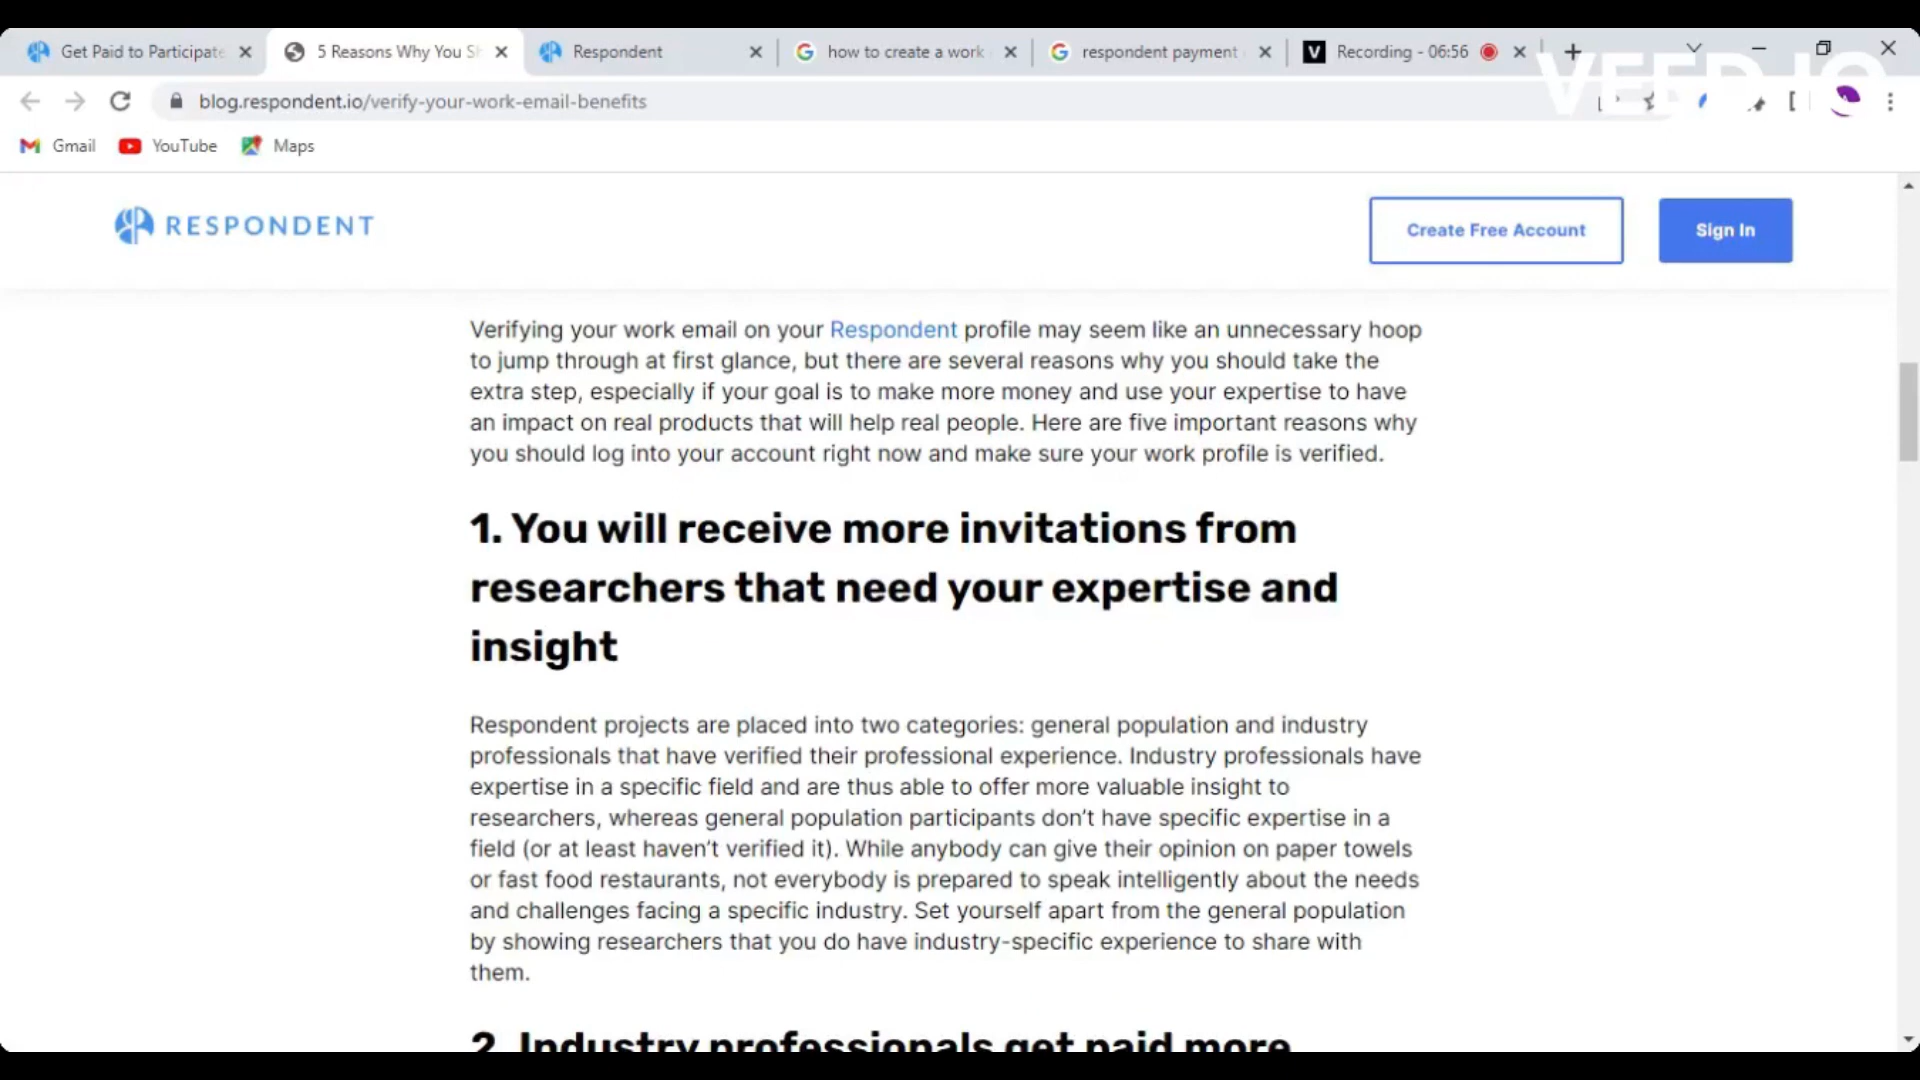 Get Paid to Participate
5 Reasons Why You Sh
Respondent
how to create a work
respondent payment
Recording - 06:56
VEED.IO
blog.respondent.io/verify-your-work-email-benefits
Gmail
YouTube
Maps
RESPONDENT
Create Free Account
Sign In
Verifying your work email on your Respondent profile may seem like an unnecessary hoop
to jump through at first glance, but there are several reasons why you should take the
extra step, especially if your goal is to make more money and use your expertise to have
an impact on real products that will help real people. Here are five important reasons why
you should log into your account right now and make sure your work profile is verified.
1. You will receive more invitations from
researchers that need your expertise and
insight
Respondent projects are placed into two categories: general population and industry
professionals that have verified their professional experience. Industry professionals have
expertise in a specific field and are thus able to offer more valuable insight to
researchers, whereas general population participants don’t have specific expertise in a
field (or at least haven’t verified it). While anybody can give their opinion on paper towels
or fast food restaurants, not everybody is prepared to speak intelligently about the needs
and challenges facing a specific industry. Set yourself apart from the general population
by showing researchers that you do have industry-specific experience to share with
them.
2. Industry professionals get paid more